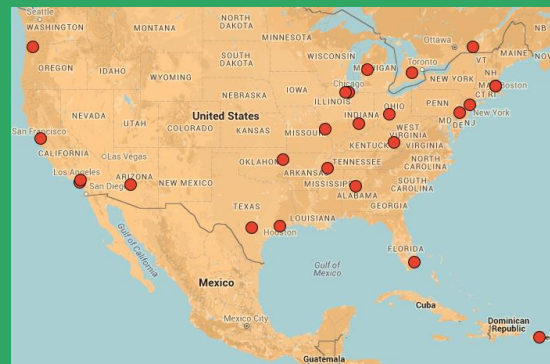 Seattle
WASHINGTON
MONTANA
NORTH
DAKOTA
MINNESOTA
Ottawa
NB
MAINE
OREGON
IDAHO
WYOMING
SOUTH
DAKOTA
WISCONSIN
MICHIGAN
Toronto
VT
NH
NEW YORK
Chicago
MA
Boston
CT RI
NEBRASKA
IOWA
ILLINOIS
INDIANA
OHIO
PENN
New York
NEVADA
UTAH
COLORADO
United States
KANSAS
MISSOURI
WEST
VIRGINIA
MD
DE
NJ
San Francisco
CALIFORNIA
Las Vegas
KENTUCKY
VIRGINIA
Los Angeles
San Diego
ARIZONA
NEW MEXICO
OKLAHOMA
ARKANSAS
TENNESSEE
NORTH
CAROLINA
MISSISSIPPI
ALABAMA
SOUTH
CAROLINA
GEORGIA
TEXAS
LOUISIANA
Houston
FLORIDA
Gulf of
California
Gulf of
Mexico
Mexico
Mexico City
Cuba
Dominican
Republic
Guatemala